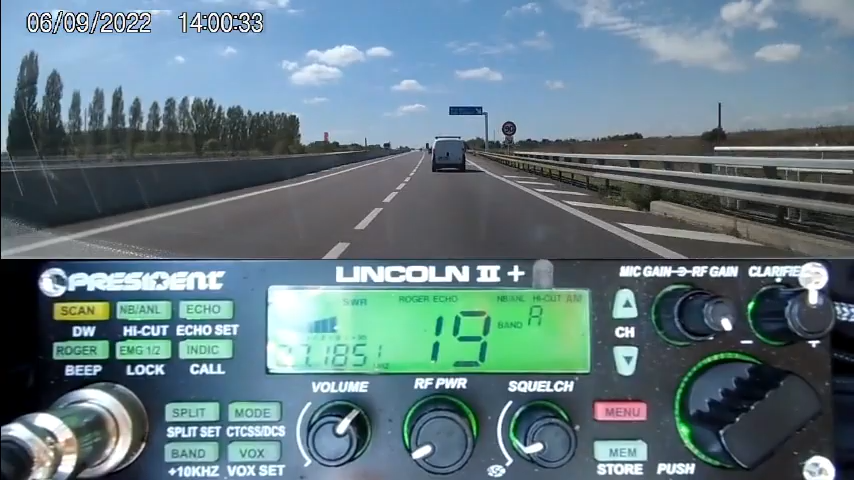 06/09/2022 14:00:33
PRESIDENT
LINCOLN II +
MIC GAIN RF GAIN CLARIFIER
SCAN NB/ANL ECHO
DW HI-CUT ECHO SET
ROGER EMG 1/2 INDIC
BEEP LOCK CALL
SWR ROGER ECHO NB/ANL HI-CUT AM
19 BAND A
27.1851
CH
VOLUME RF PWR SQUELCH
SPLIT MODE
SPLIT SET CTCSS/DCS
BAND VOX
+10KHZ VOX SET
MENU
MEM
STORE PUSH
- +